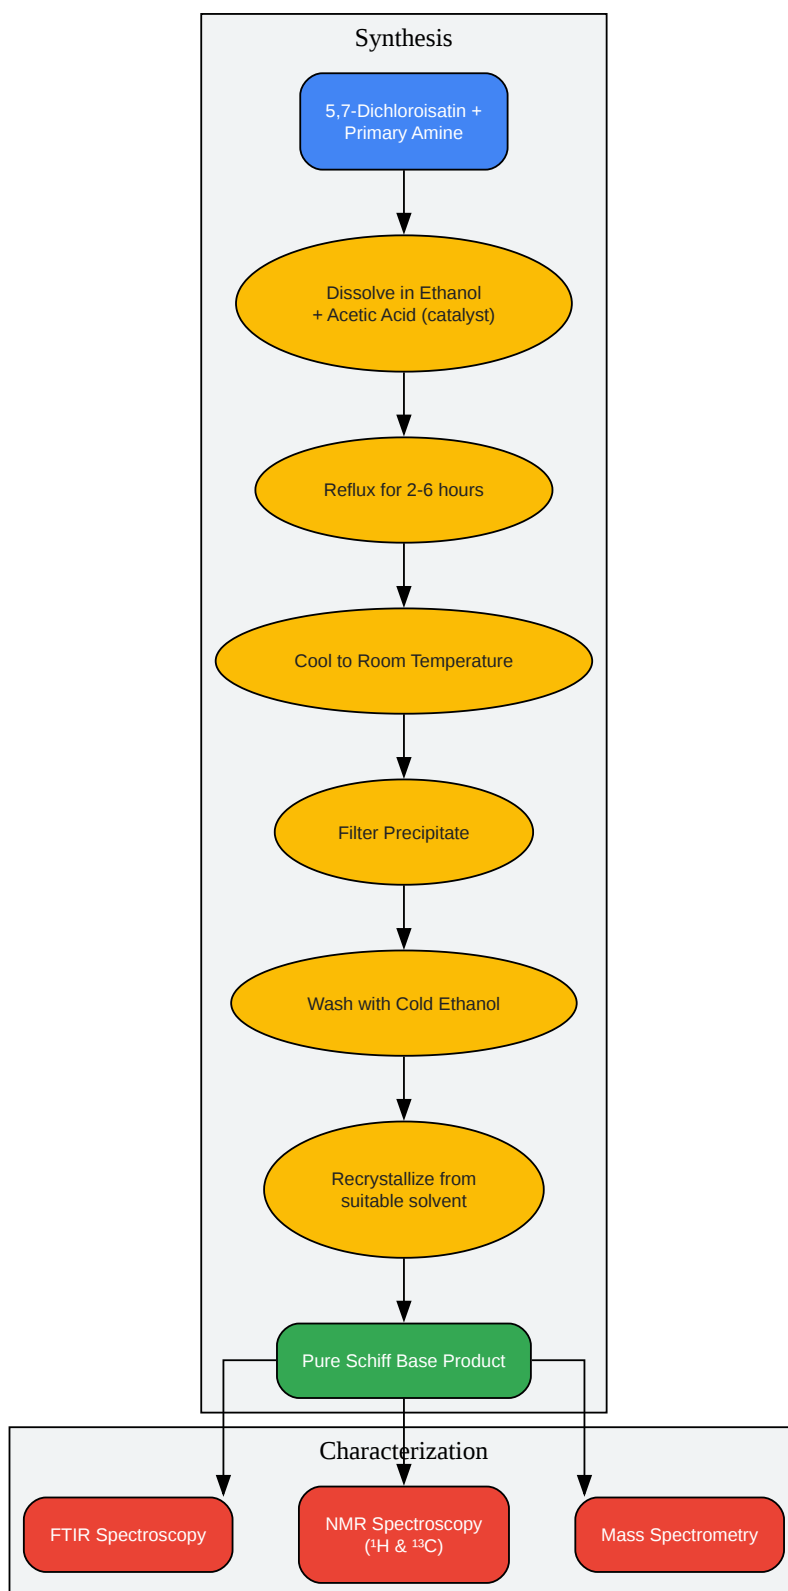 Synthesis
5,7-Dichloroisatin +
Primary Amine
Dissolve in Ethanol
+ Acetic Acid (catalyst)
Reflux for 2-6 hours
Cool to Room Temperature
Filter Precipitate
Wash with Cold Ethanol
Recrystallize from
suitable solvent
Pure Schiff Base Product
Characterization
FTIR Spectroscopy
NMR Spectroscopy
(¹H & ¹³C)
Mass Spectrometry